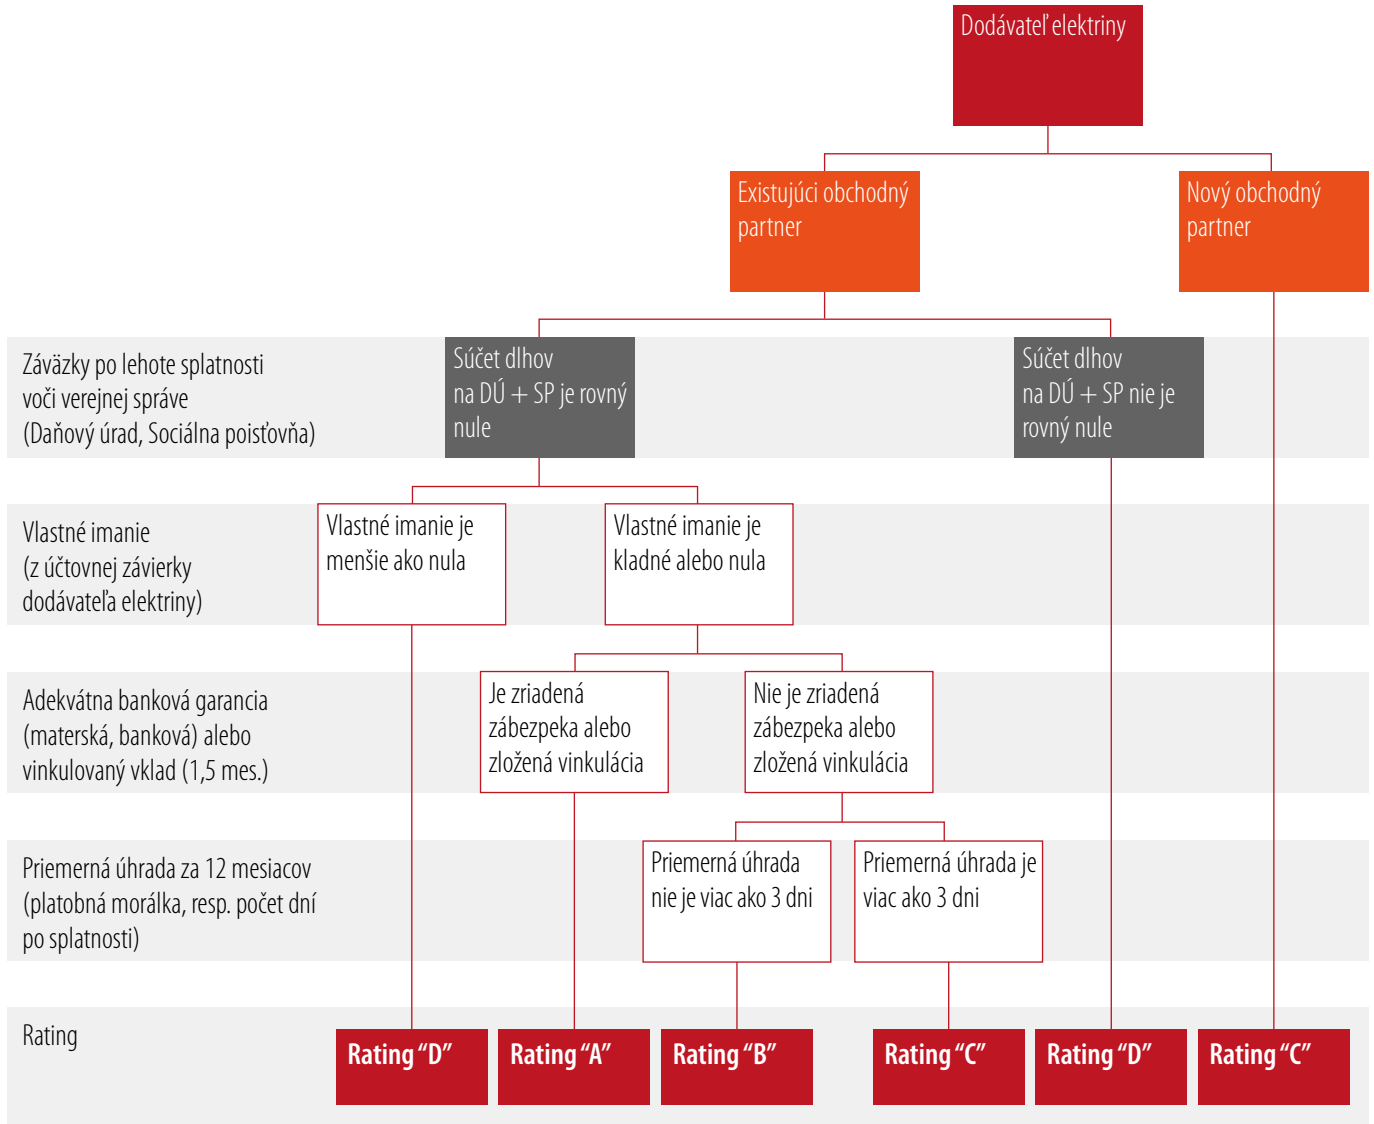 Dodávateľ elektriny
Existujúci obchodný
partner
Nový obchodný
partner
Záväzky po lehote splatnosti
voči verejnej správe
(Daňový úrad, Sociálna poisťovňa)
Súčet dlhov
na DÚ + SP je rovný
nule
Súčet dlhov
na DÚ + SP nie je
rovný nule
Vlastné imanie
(z účtovnej závierky
dodávateľa elektriny)
Vlastné imanie je
menšie ako nula
Vlastné imanie je
kladné alebo nula
Adekvátna banková garancia
(materská, banková) alebo
vinkulovaný vklad (1,5 mes.)
Je zriadená
zábezpeka alebo
zložená vinkulácia
Nie je zriadená
zábezpeka alebo
zložená vinkulácia
Priemerná úhrada za 12 mesiacov
(platobná morálka, resp. počet dní
po splatnosti)
Priemerná úhrada
nie je viac ako 3 dni
Priemerná úhrada je
viac ako 3 dni
Rating
Rating “D”
Rating “A”
Rating “B”
Rating “C”
Rating “D”
Rating “C”